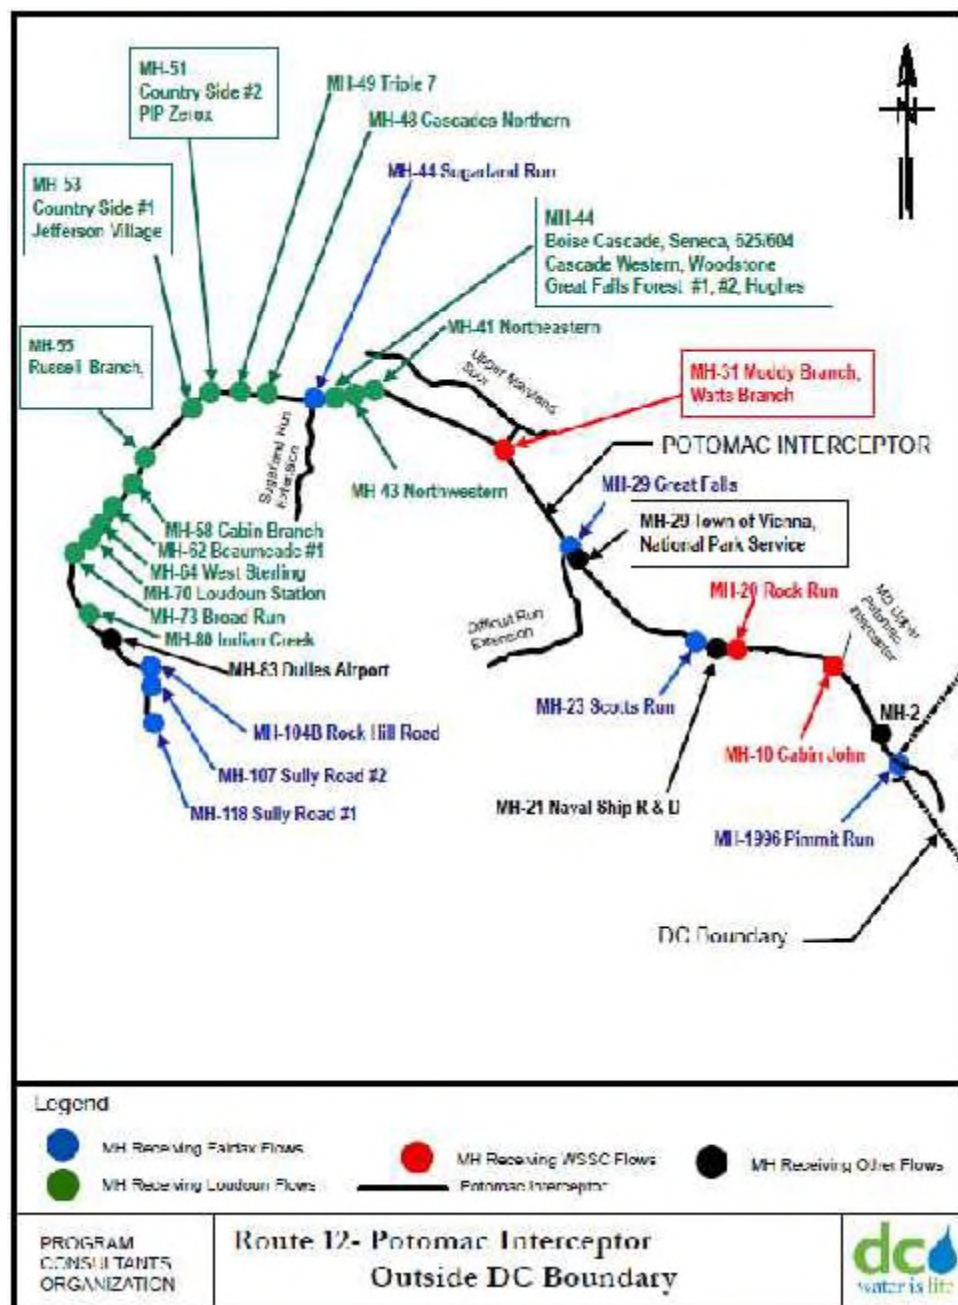 MH-51
Country Side #2
PIP Zerox
MH-49 Triple 7
MH-48 Cascades Northern
MH-44 Sugarland Run
MH-53
Country Side #1
Jefferson Village
MH-44
Boise Cascade, Seneca, 625/604
Cascade Western, Woodstone
Great Falls Forest #1, #2, Hughes
MH-41 Northeastern
MH-55
Russell Branch,
Upper Maryland
MH-31 Muddy Branch,
Watts Branch
POTOMAC INTERCEPTOR
Sugarland Run
Extension
MH-43 Northwestern
MH-29 Great Falls
MH-29 Town of Vienna,
National Park Service
MH-58 Cabin Branch
MH-62 Beaumeade #1
MH-64 West Sterling
MH-70 Loudoun Station
MH-73 Broad Run
MH-80 Indian Creek
MH-83 Dulles Airport
Difficult Run
Extension
MH-20 Rock Run
MD Upper
Potomac
Interceptor
MH-23 Scotts Run
MH-2
MH-104B Rock Hill Road
MH-10 Cabin John
MH-107 Sully Road #2
MH-118 Sully Road #1
MH-21 Naval Ship R & D
MH-1996 Pimmit Run
DC Boundary
Legend
MH Receiving Fairfax Flows
MH Receiving WSSC Flows
MH Receiving Other Flows
MH Receiving Loudoun Flows
Potomac Interceptor
PROGRAM
CONSULTANTS
ORGANIZATION
Route 12- Potomac Interceptor
Outside DC Boundary
dc
water is life